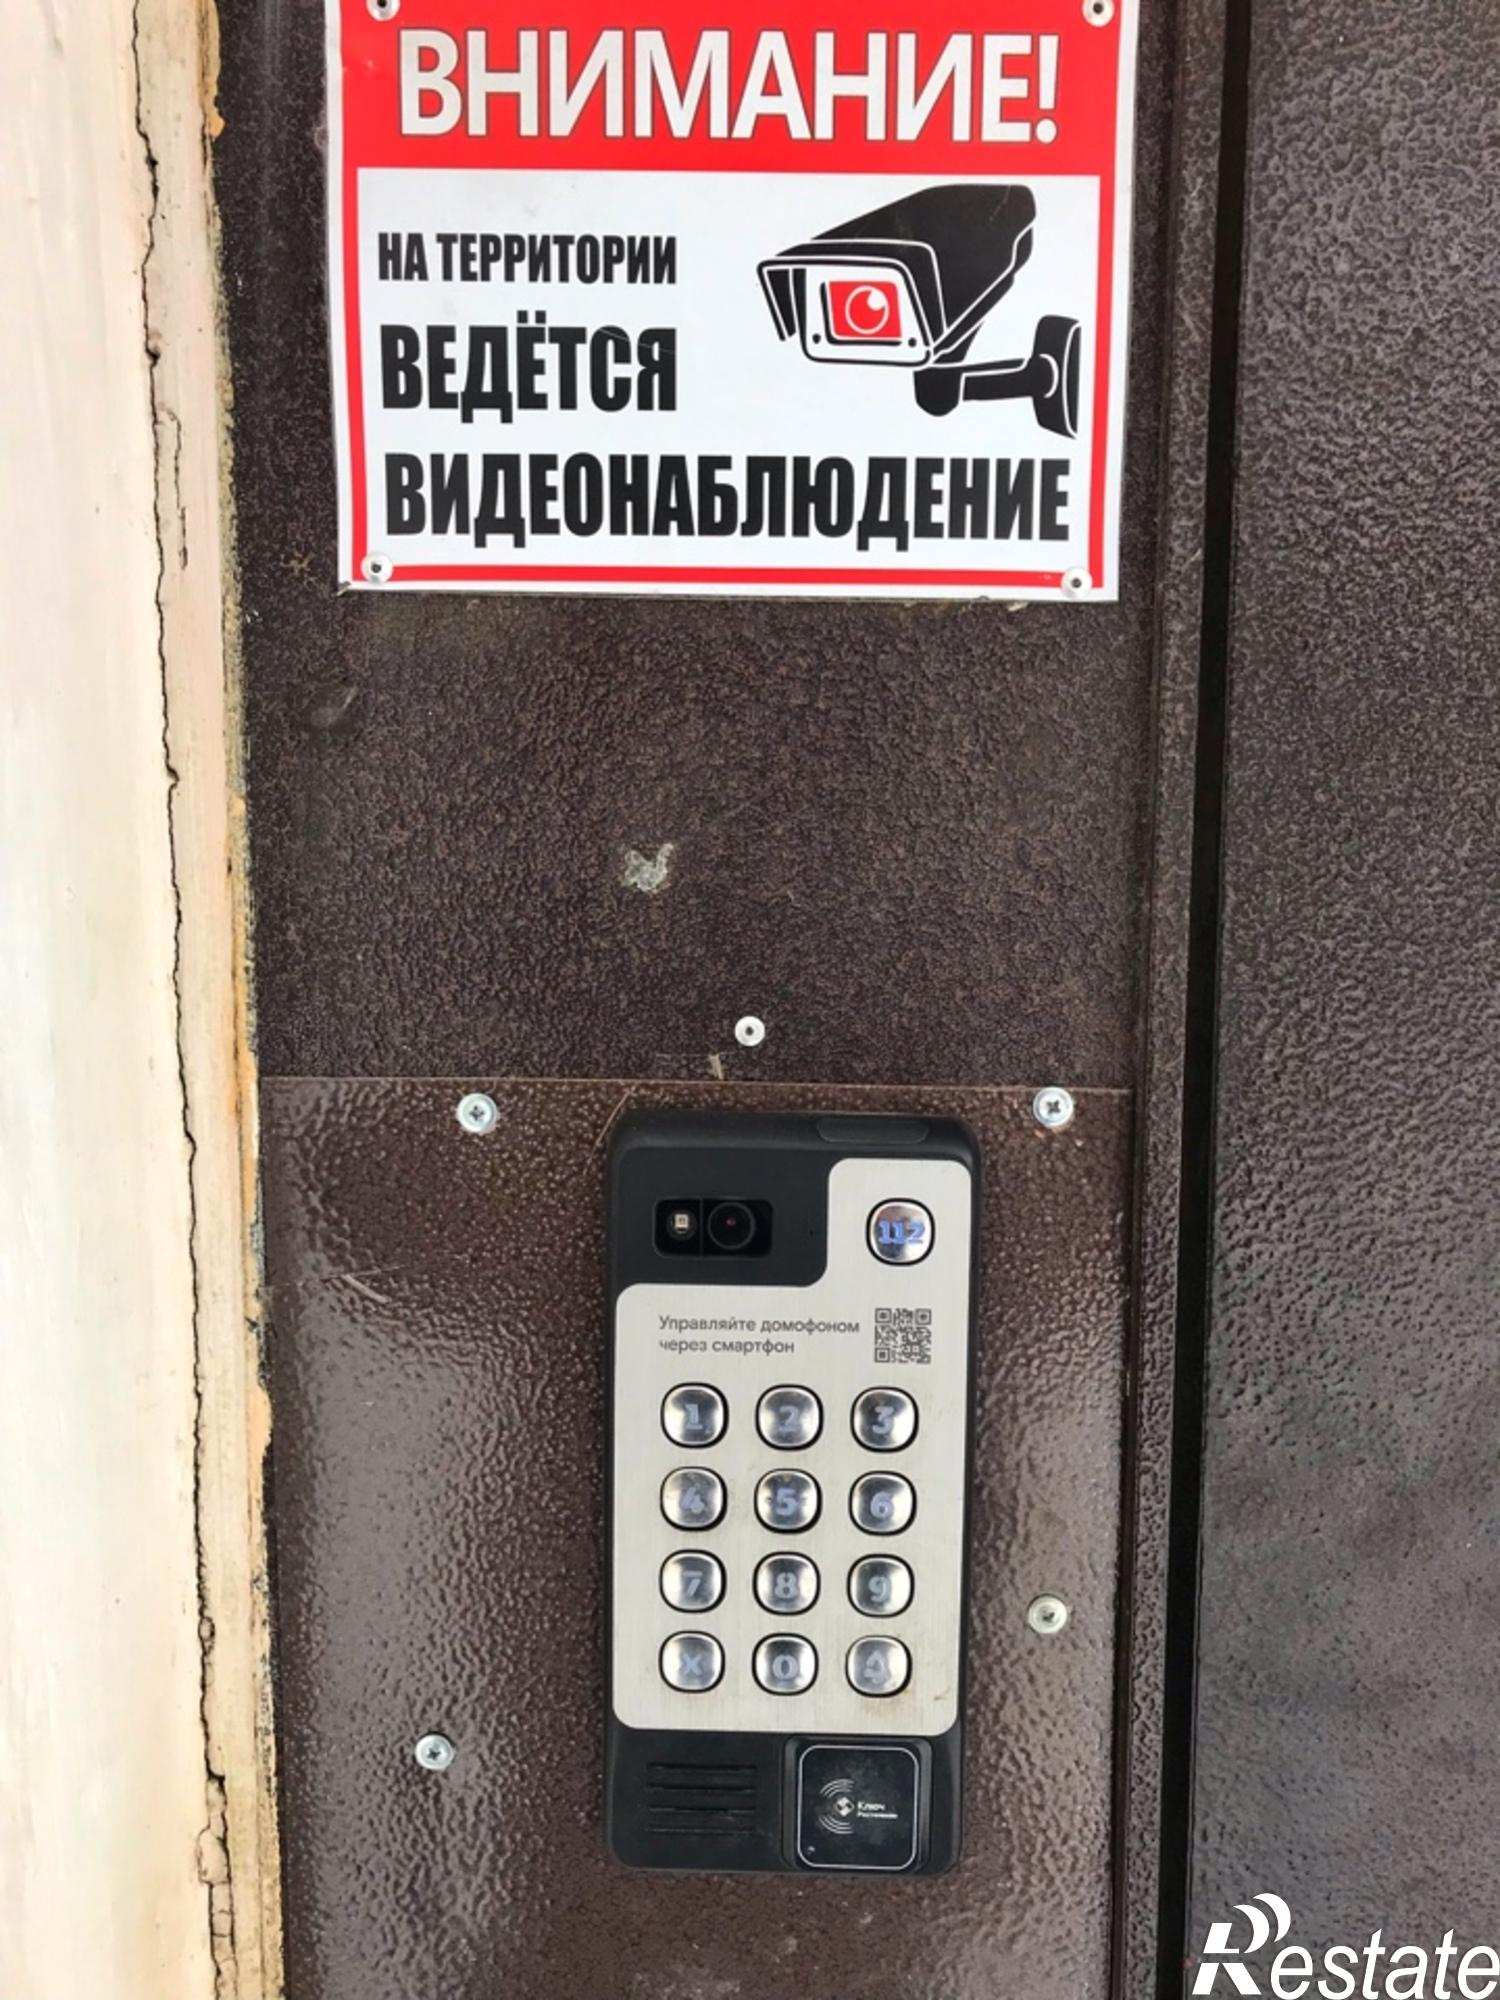 ВНИМАНИЕ!
НА ТЕРРИТОРИИ
ВЕДЁТСЯ
ВИДЕОНАБЛЮДЕНИЕ
112
Управляйте домофоном
через смартфон
1 2 3
4 5 6
7 8 9
X 0
Ключ
Ростелеком
Restate